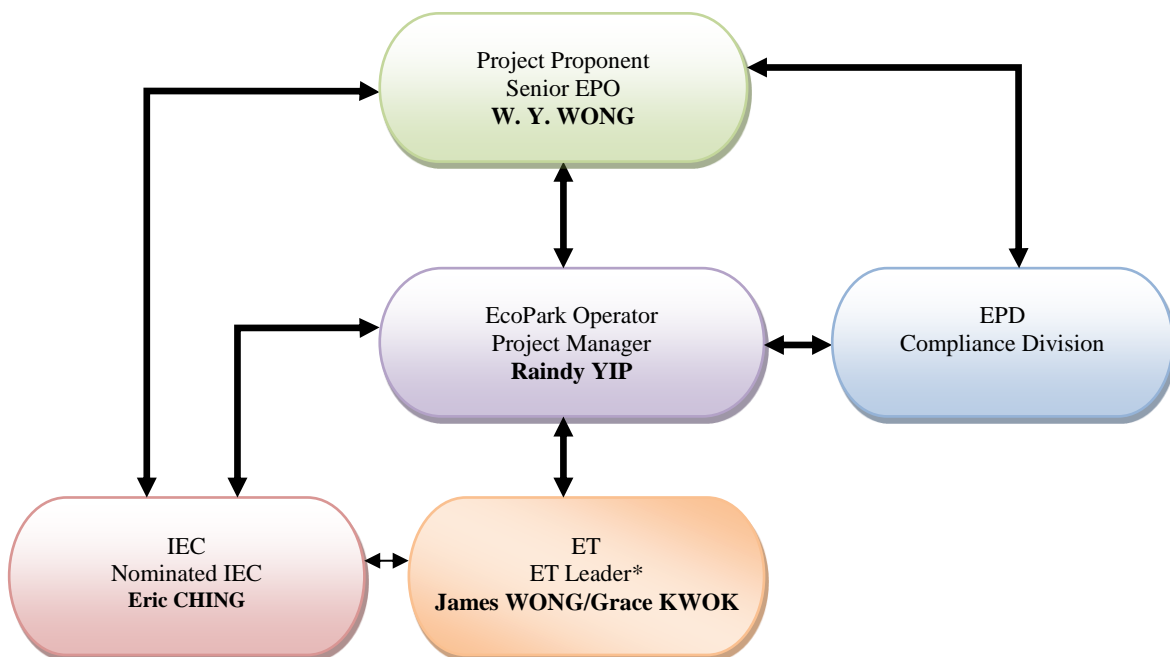 Project Proponent
Senior EPO
W. Y. WONG
EcoPark Operator
Project Manager
Raindy YIP
EPD
Compliance Division
IEC
Nominated IEC
Eric CHING
ET
ET Leader*
James WONG/Grace KWOK